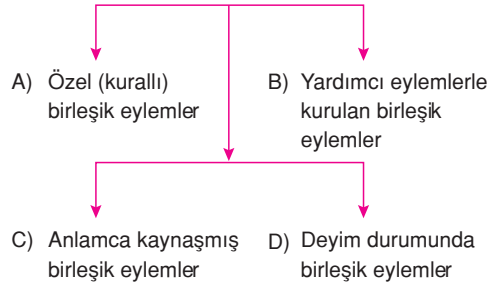 A) Özel (kurallı)
birleşik eylemler
B) Yardımcı eylemlerle
kurulan birleşik
eylemler
C) Anlamca kaynaşmış
birleşik eylemler
D) Deyim durumunda
birleşik eylemler